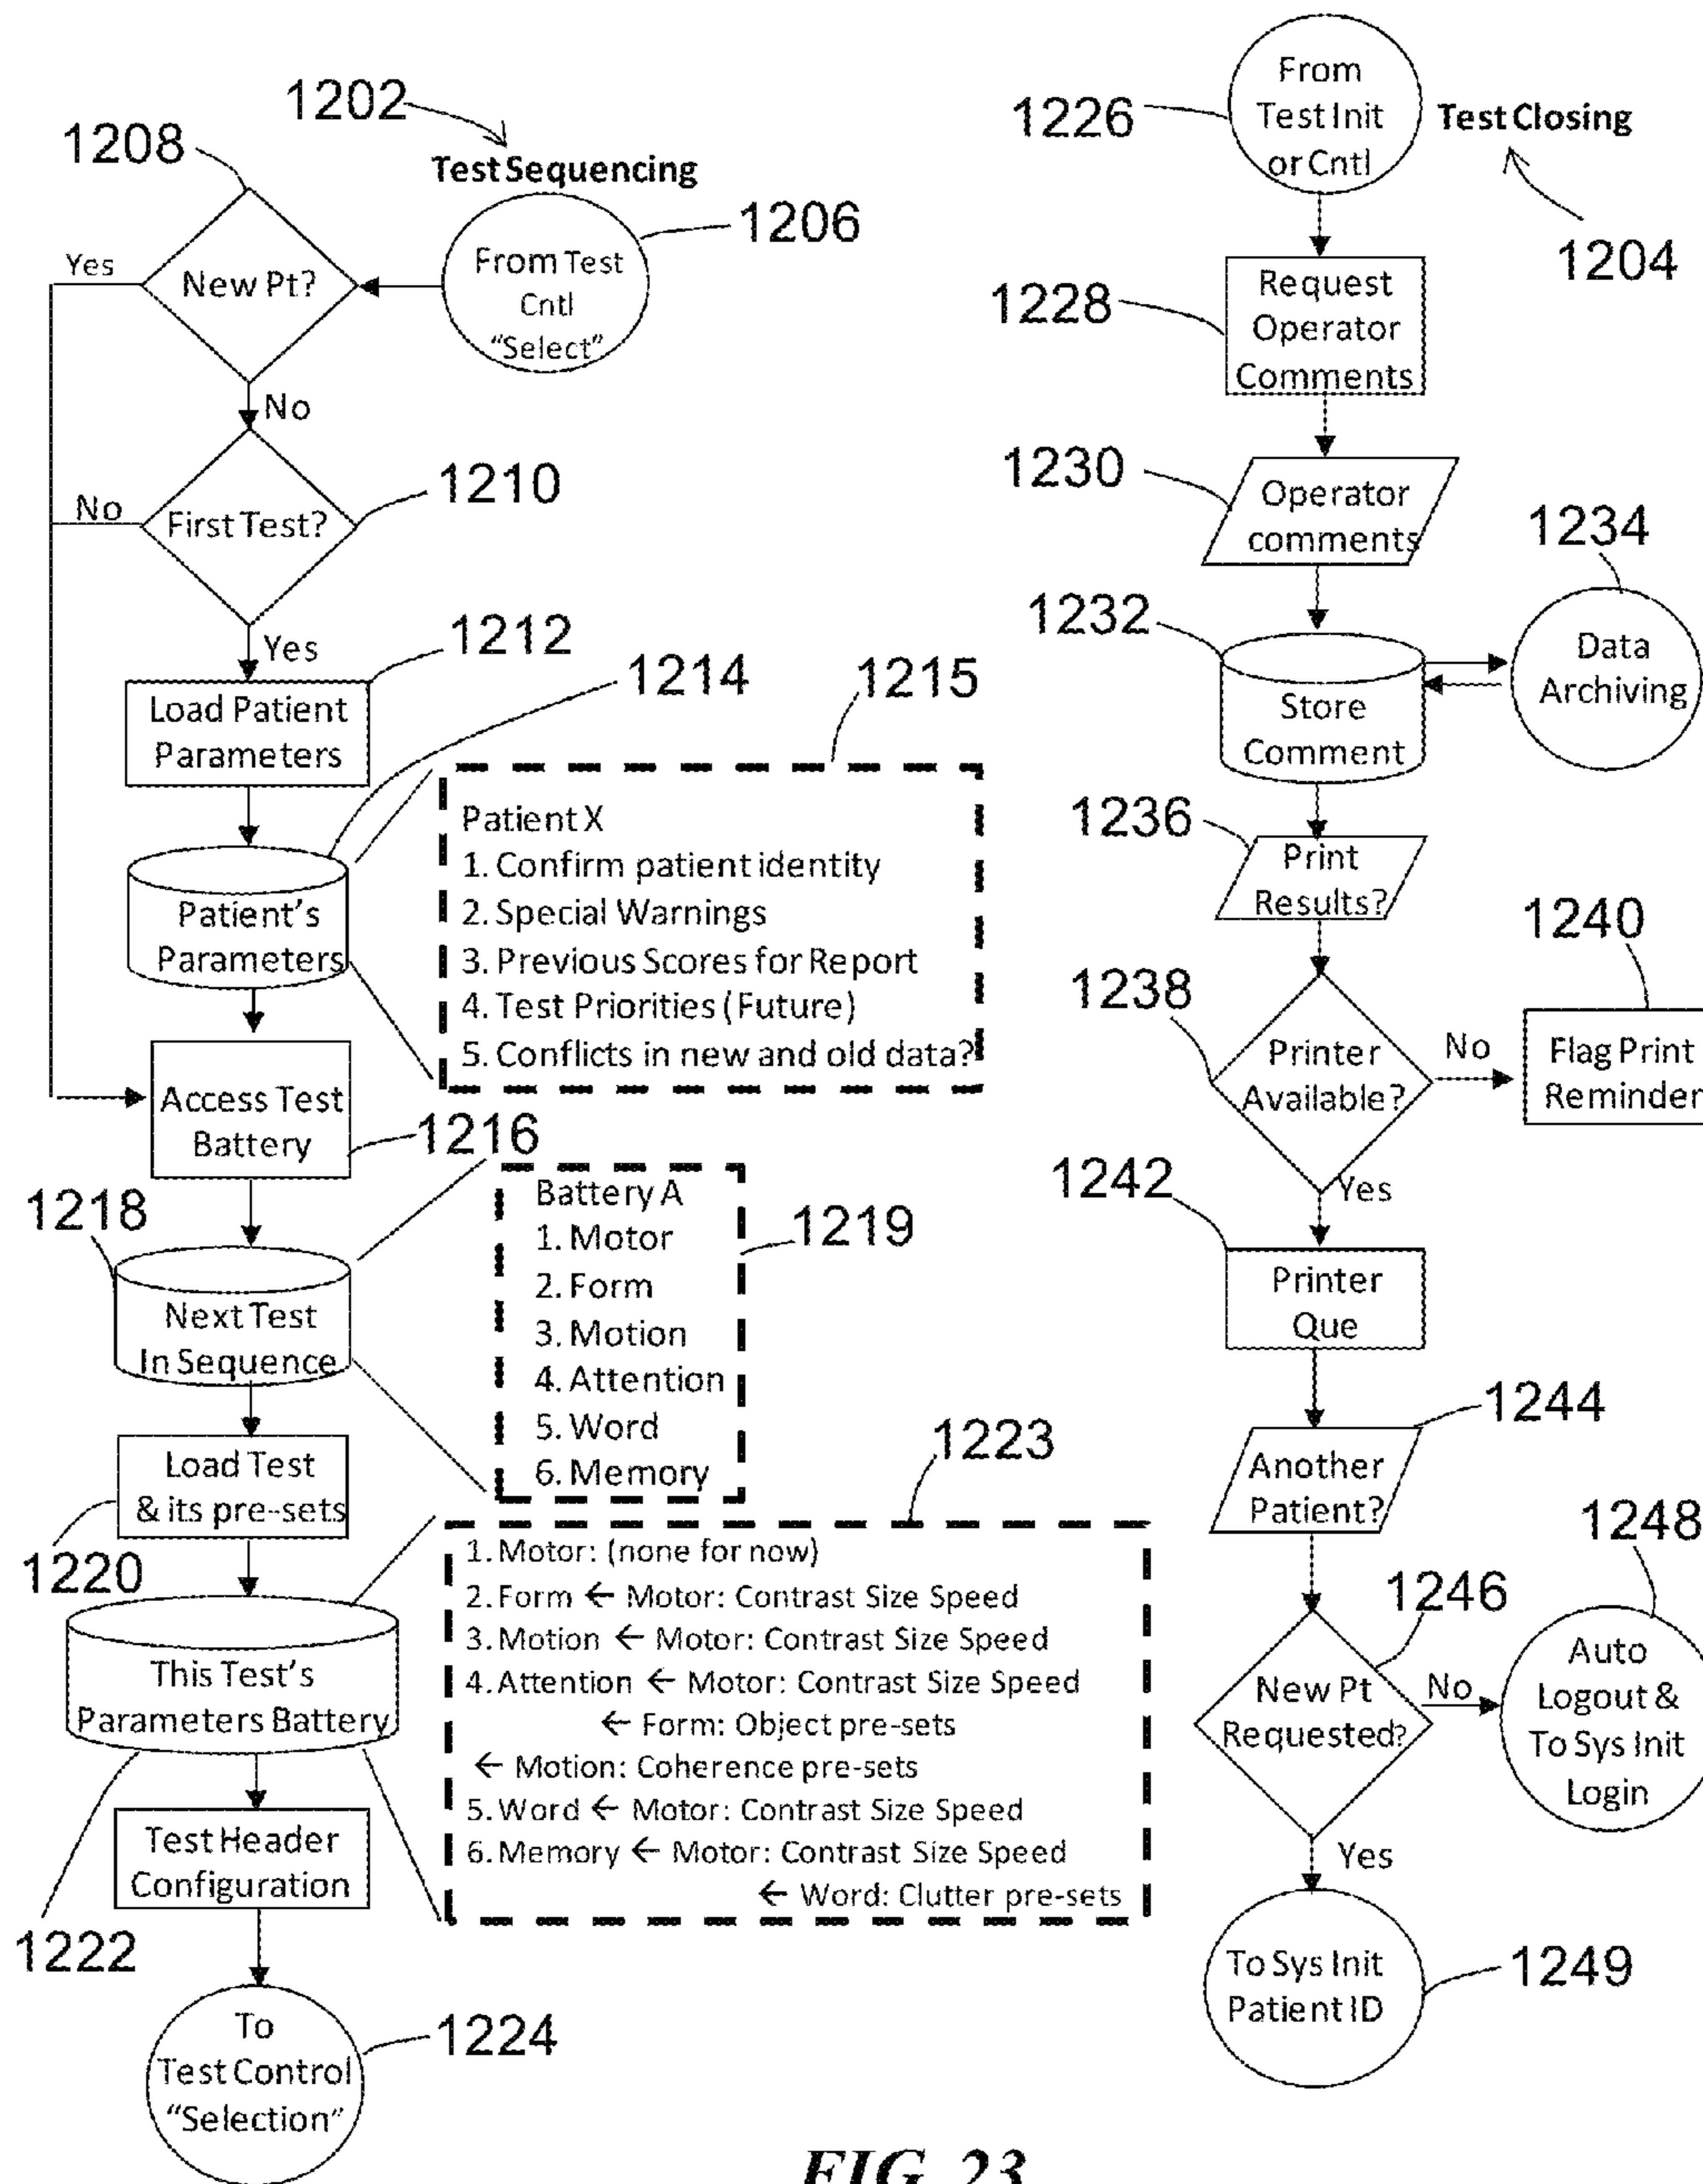 1202
1208
Test Sequencing
1206
From Test
Cntl
"Select"
New Pt?
Yes
No
First Test?
1210
No
Yes
1212
Load Patient
Parameters
1214
1215
Patient's
Parameters
Patient X
1. Confirm patient identity
2. Special Warnings
3. Previous Scores for Report
4. Test Priorities (Future)
5. Conflicts in new and old data?
Access Test
Battery
1216
1218
Next Test
In Sequence
Battery A
1. Motor
2. Form
3. Motion
4. Attention
5. Word
6. Memory
1219
Load Test
& its pre-sets
1220
1223
This Test's
Parameters Battery
1222
1. Motor: (none for now)
2. Form ← Motor: Contrast Size Speed
3. Motion ← Motor: Contrast Size Speed
4. Attention ← Motor: Contrast Size Speed
← Form: Object pre-sets
← Motion: Coherence pre-sets
5. Word ← Motor: Contrast Size Speed
6. Memory ← Motor: Contrast Size Speed
← Word: Clutter pre-sets
Test Header
Configuration
To
Test Control
"Selection"
1224
1226
From
Test Init
or Cntl
Test Closing
1204
1228
Request
Operator
Comments
1230
Operator
comments
1234
1232
Store
Comment
Data
Archiving
1236
Print
Results?
1238
Printer
Available?
No
1240
Flag Print
Reminder
Yes
1242
Printer
Que
1244
Another
Patient?
1246
New Pt
Requested?
No
1248
Auto
Logout &
To Sys Init
Login
Yes
To Sys Init
Patient ID
1249
FIG. 23